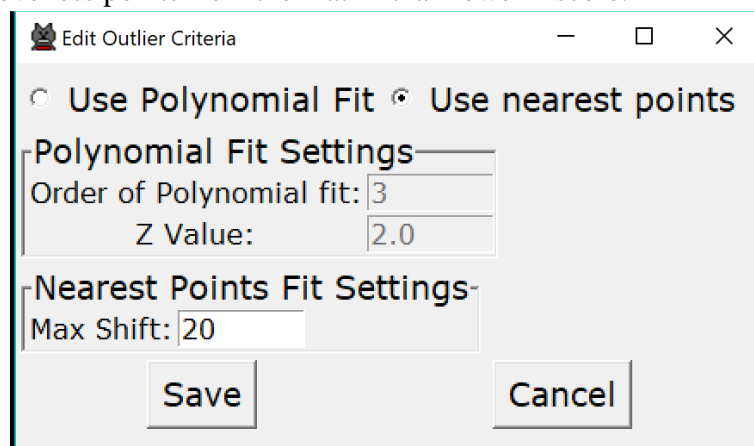 Edit Outlier Criteria
Use Polynomial Fit Use nearest points
Polynomial Fit Settings
Order of Polynomial fit: 3
Z Value: 2.0
Nearest Points Fit Settings
Max Shift: 20
Save Cancel